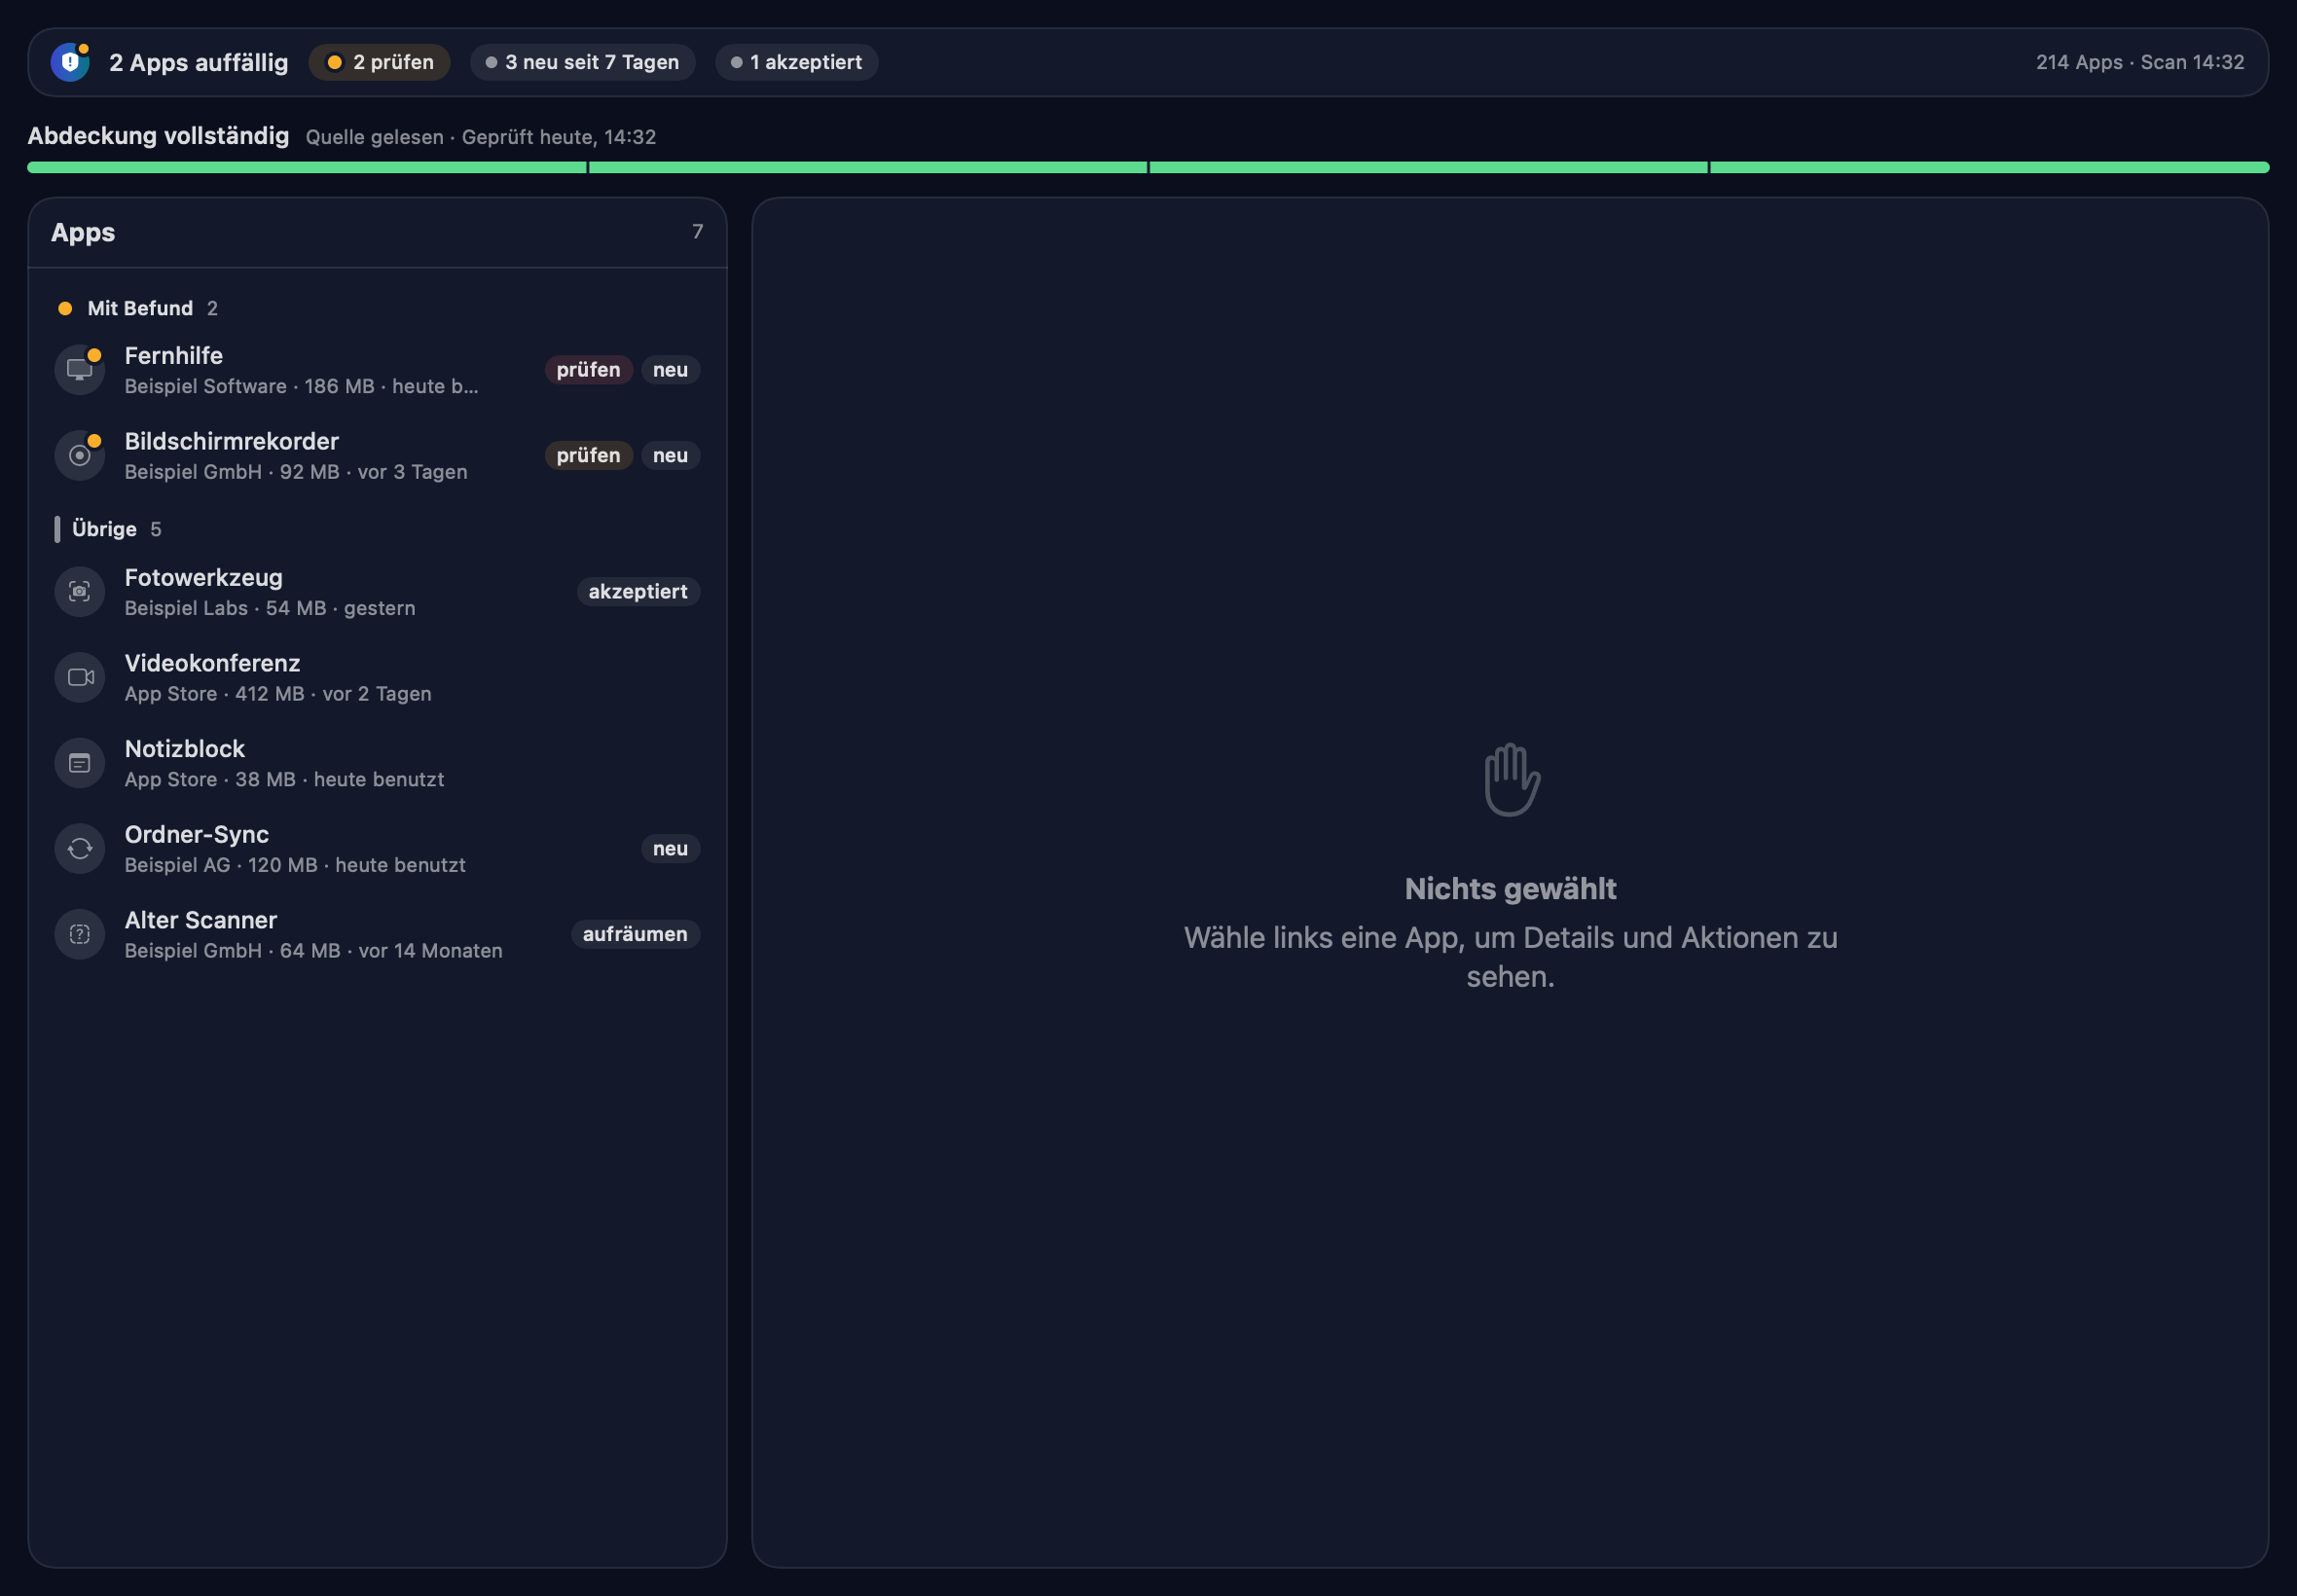 2 Apps auffällig
2 prüfen
3 neu seit 7 Tagen
1 akzeptiert
214 Apps · Scan 14:32
Abdeckung vollständig
Quelle gelesen · Geprüft heute, 14:32
Apps
7
Mit Befund 2
Fernhilfe
Beispiel Software · 186 MB · heute b…
prüfen
neu
Bildschirmrekorder
Beispiel GmbH · 92 MB · vor 3 Tagen
prüfen
neu
Übrige 5
Fotowerkzeug
Beispiel Labs · 54 MB · gestern
akzeptiert
Videokonferenz
App Store · 412 MB · vor 2 Tagen
Notizblock
App Store · 38 MB · heute benutzt
Ordner-Sync
Beispiel AG · 120 MB · heute benutzt
neu
Alter Scanner
Beispiel GmbH · 64 MB · vor 14 Monaten
aufräumen
Nichts gewählt
Wähle links eine App, um Details und Aktionen zu
sehen.